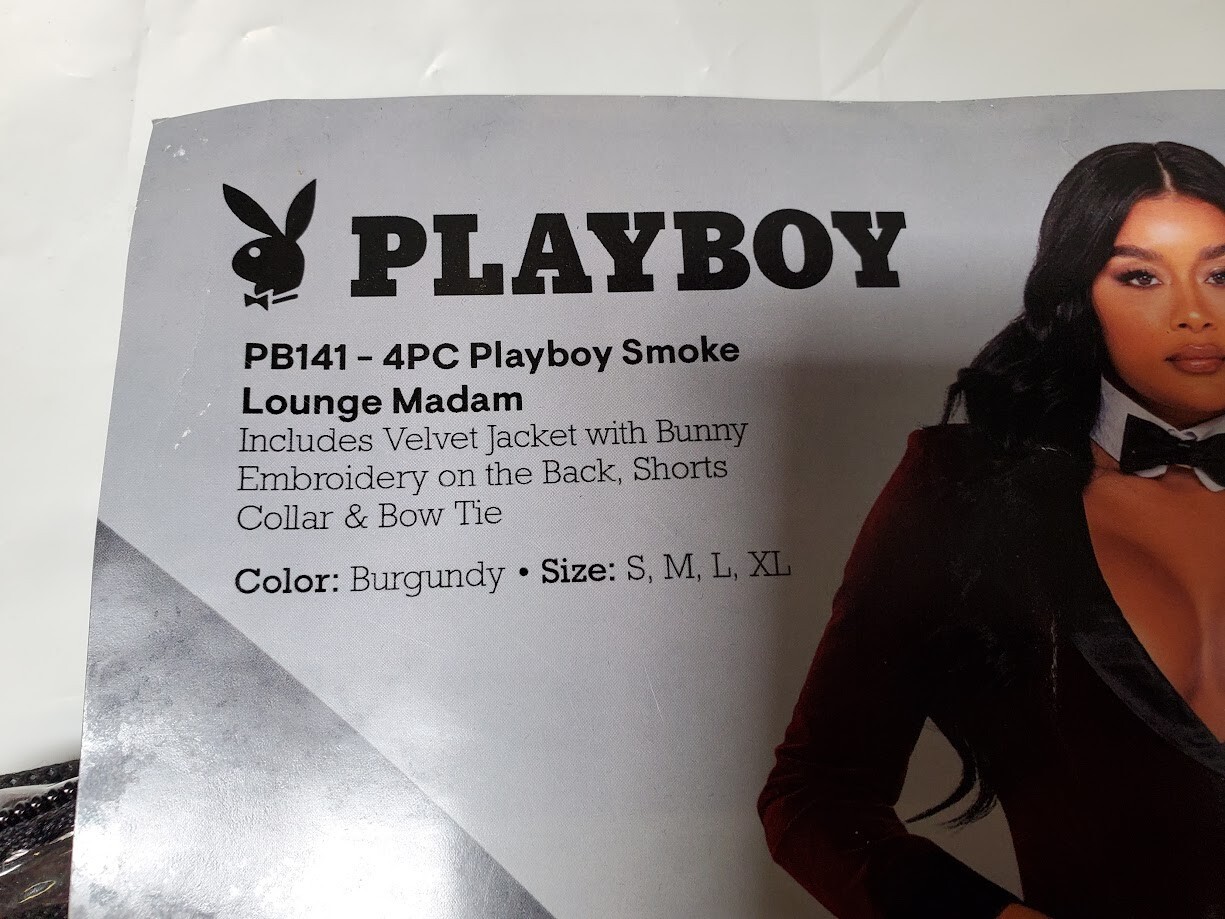 PLAYBOY
PB141 - 4PC Playboy Smoke
Lounge Madam
Includes Velvet Jacket with Bunny
Embroidery on the Back, Shorts
Collar & Bow Tie
Color: Burgundy • Size: S, M, L, XL